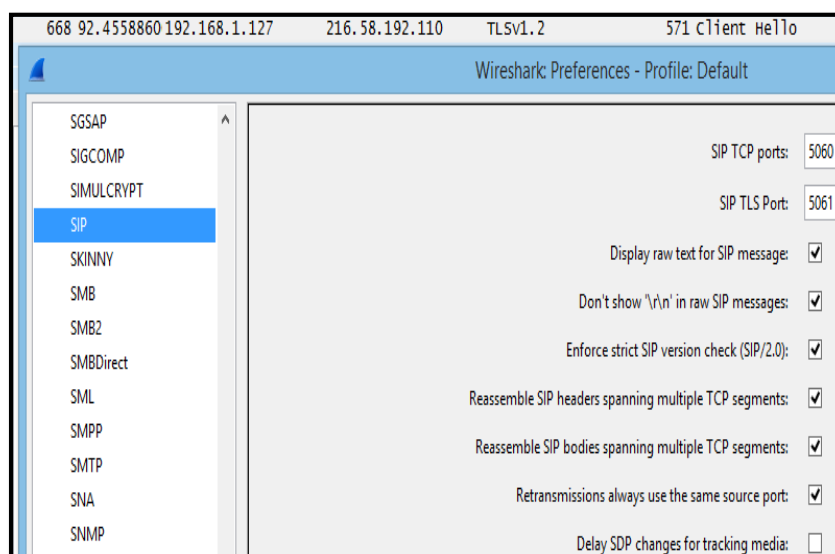 668 92.4558860 192.168.1.127 216.58.192.110 TLSv1.2 571 Client Hello
Wireshark: Preferences - Profile: Default
SGSAP
SIGCOMP
SIMULCRYPT
SIP
SKINNY
SMB
SMB2
SMBDirect
SML
SMPP
SMTP
SNA
SNMP
SIP TCP ports: 5060
SIP TLS Port: 5061
Display raw text for SIP message:
Don't show '\r\n' in raw SIP messages:
Enforce strict SIP version check (SIP/2.0):
Reassemble SIP headers spanning multiple TCP segments:
Reassemble SIP bodies spanning multiple TCP segments:
Retransmissions always use the same source port:
Delay SDP changes for tracking media: